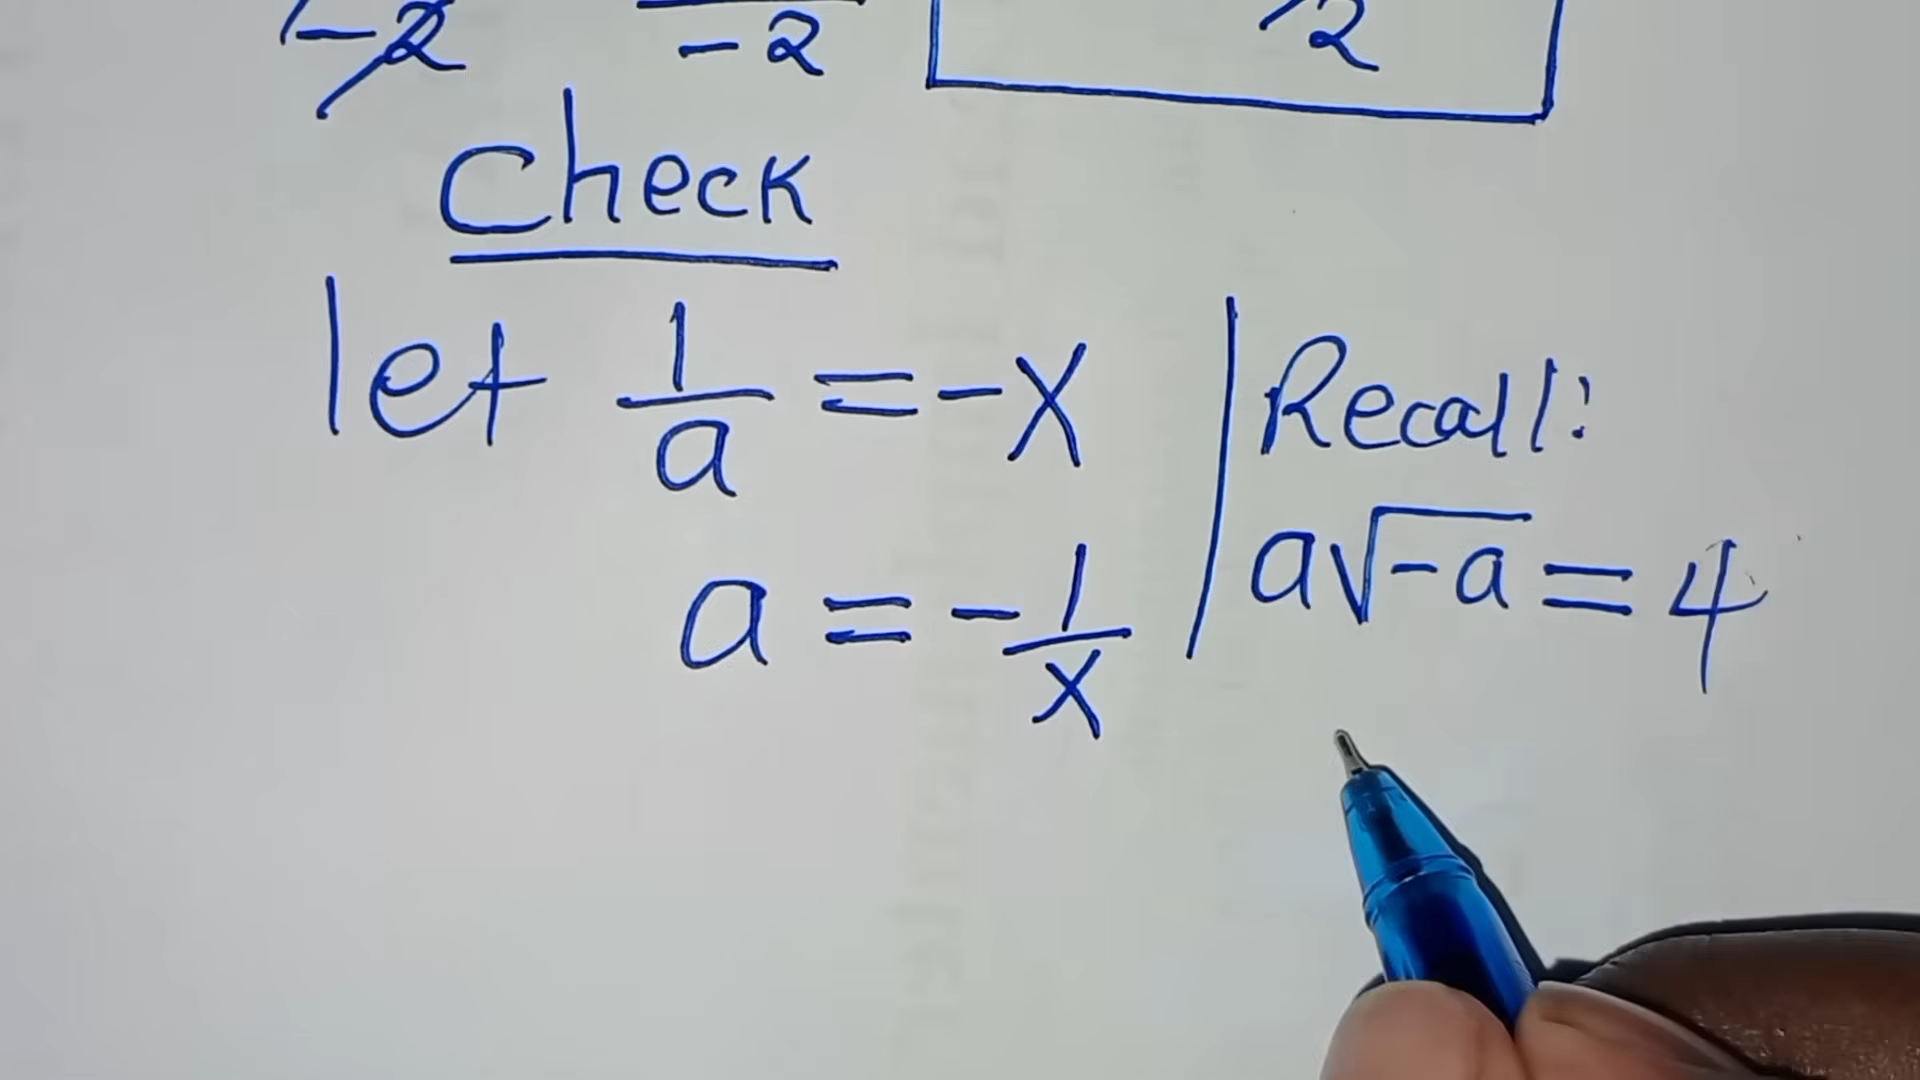 -2 -2 2
Check
let 1/a = -x
a = -1/x
Recall:
a√-a = 4